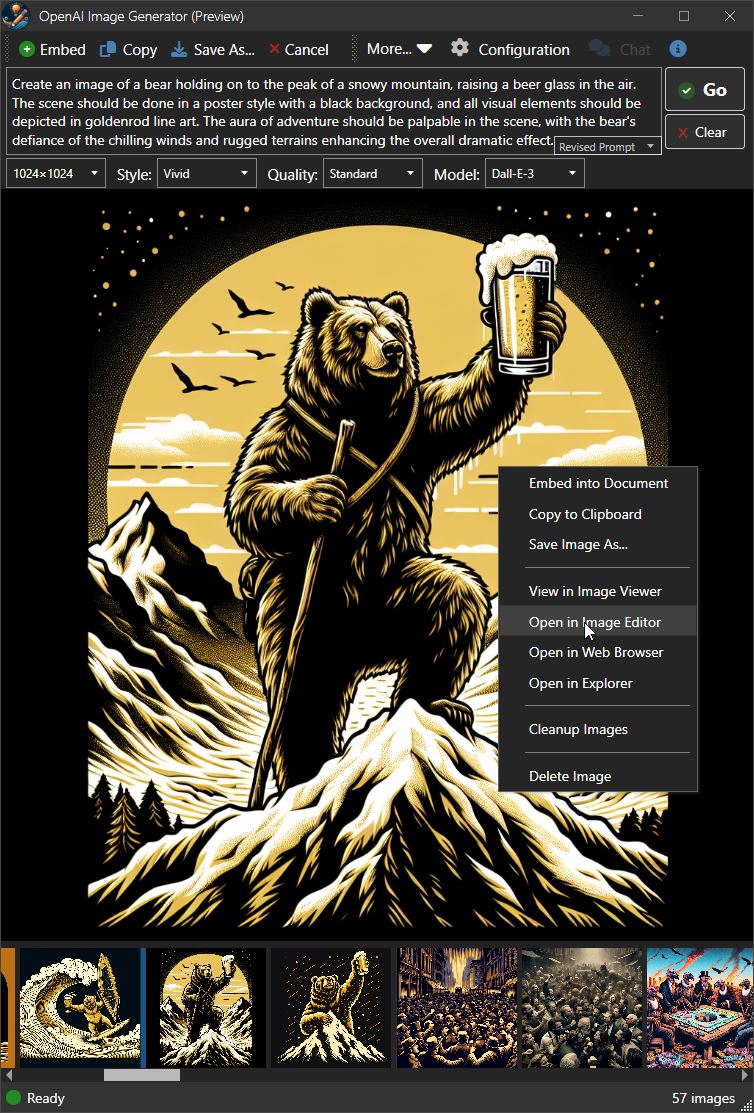 OpenAI Image Generator (Preview)
Embed Copy Save As... Cancel More... Configuration Chat
Create an image of a bear holding on to the peak of a snowy mountain, raising a beer glass in the air.
The scene should be done in a poster style with a black background, and all visual elements should be
depicted in goldenrod line art. The aura of adventure should be palpable in the scene, with the bear's
defiance of the chilling winds and rugged terrains enhancing the overall dramatic effect.
Revised Prompt
Go
Clear
1024×1024 Style: Vivid Quality: Standard Model: Dall-E-3
Embed into Document
Copy to Clipboard
Save Image As...
View in Image Viewer
Open in Image Editor
Open in Web Browser
Open in Explorer
Cleanup Images
Delete Image
Ready 57 images